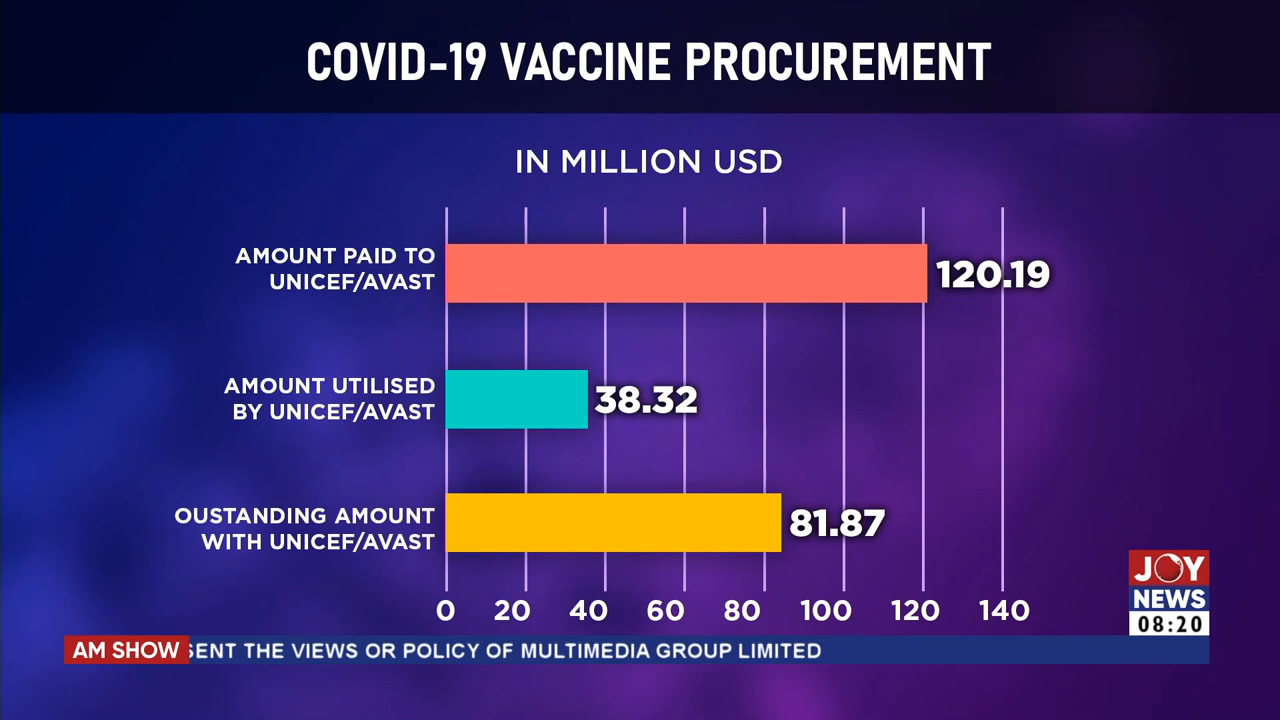 COVID-19 VACCINE PROCUREMENT
IN MILLION USD
AMOUNT PAID TO
UNICEF/AVAST
120.19
AMOUNT UTILISED
BY UNICEF/AVAST
38.32
OUSTANDING AMOUNT
WITH UNICEF/AVAST
81.87
0 20 40 60 80 100 120 140
JOY
NEWS
08:20
AM SHOW
SENT THE VIEWS OR POLICY OF MULTIMEDIA GROUP LIMITED